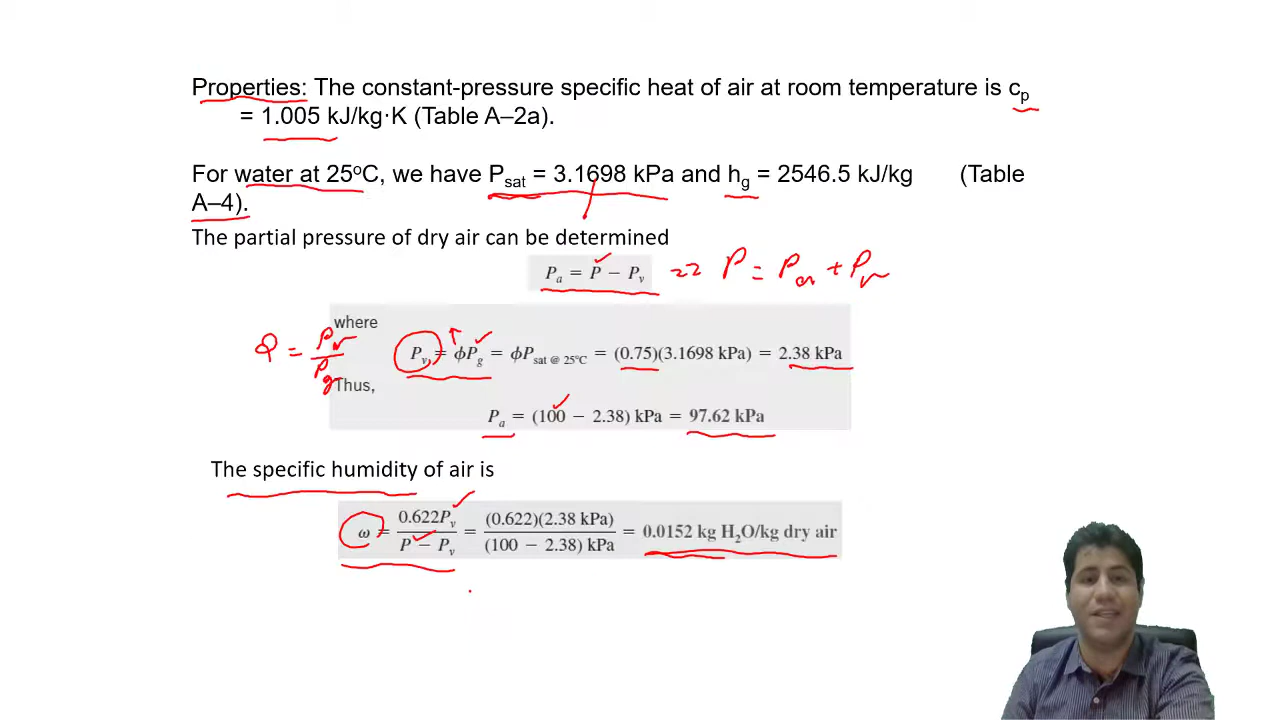 Properties: The constant-pressure specific heat of air at room temperature is cp
= 1.005 kJ/kg·K (Table A–2a).
For water at 25oC, we have Psat = 3.1698 kPa and hg = 2546.5 kJ/kg (Table
A–4).
The partial pressure of dry air can be determined
Pa = P − Pv P = Pa + Pv
where
φ = Pv/Pg
Pv = ϕPg = ϕPsat @ 25°C = (0.75)(3.1698 kPa) = 2.38 kPa
Thus,
Pa = (100 − 2.38) kPa = 97.62 kPa
The specific humidity of air is
ω = 0.622Pv / P − Pv = (0.622)(2.38 kPa) / (100 − 2.38) kPa = 0.0152 kg H2O/kg dry air